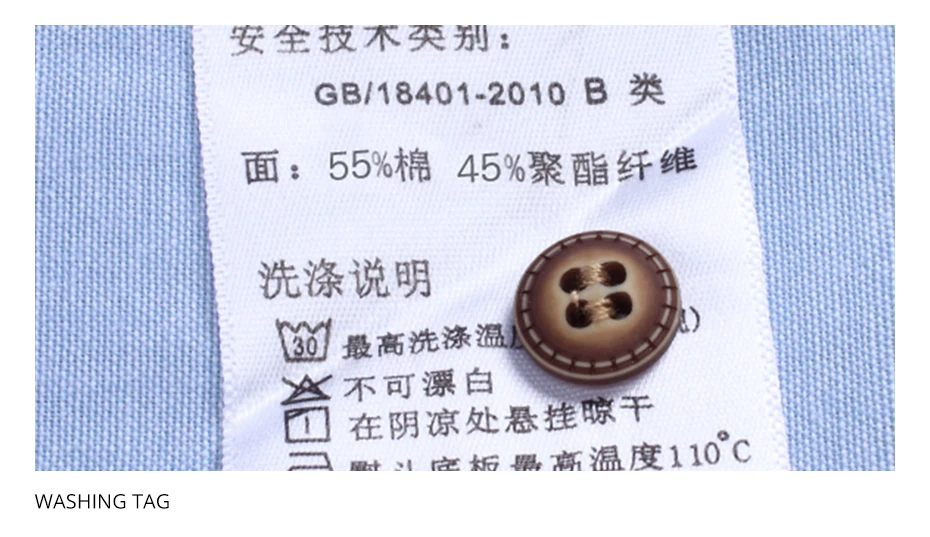 安全技术类别：
GB/18401-2010 B 类
面：55%棉 45%聚酯纤维
洗涤说明
30 最高洗涤温
不可漂白
在阴凉处悬挂晾干
熨斗底板最高温度110°C
WASHING TAG